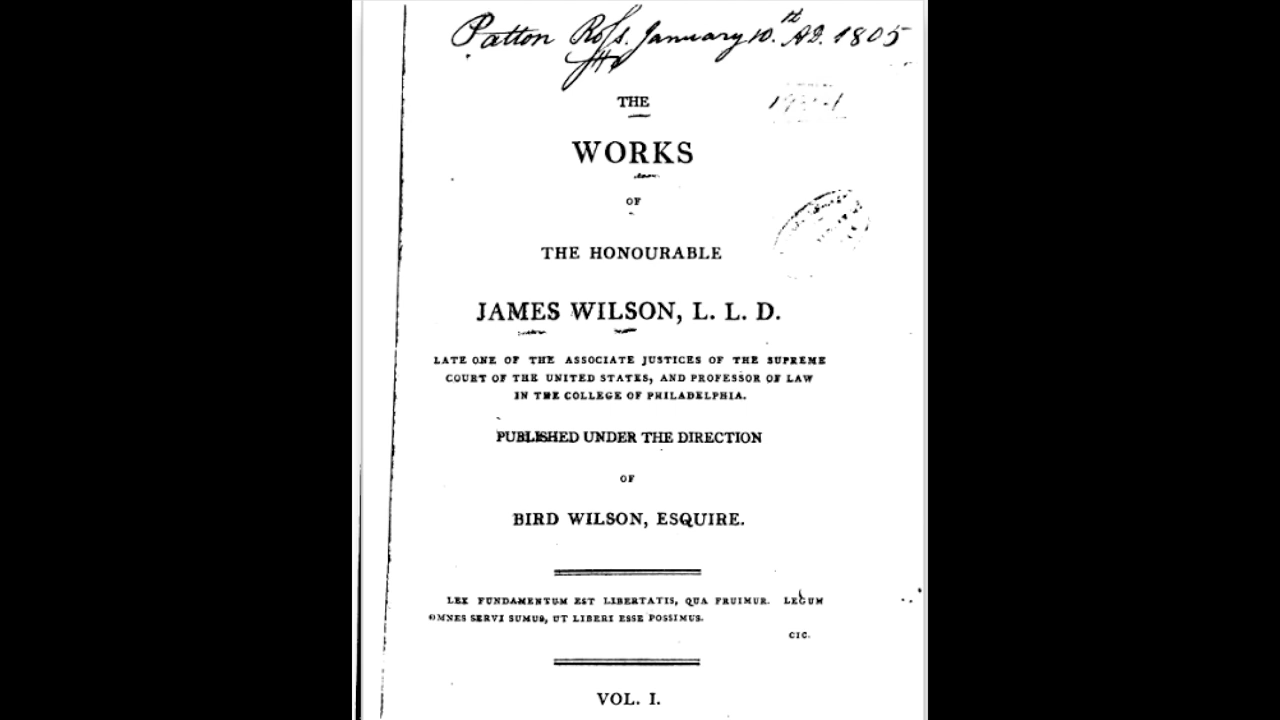 Patton Ross. January 10.th AD. 1805
THE
WORKS
OF
THE HONOURABLE
JAMES WILSON, L. L. D.
LATE ONE OF THE ASSOCIATE JUSTICES OF THE SUPREME
COURT OF THE UNITED STATES, AND PROFESSOR OF LAW
IN THE COLLEGE OF PHILADELPHIA.
PUBLISHED UNDER THE DIRECTION
OF
BIRD WILSON, ESQUIRE.
LEX FUNDAMENTUM EST LIBERTATIS, QUA FRUIMUR. LEGUM
OMNES SERVI SUMUS, UT LIBERI ESSE POSSIMUS.
CIC.
VOL. I.